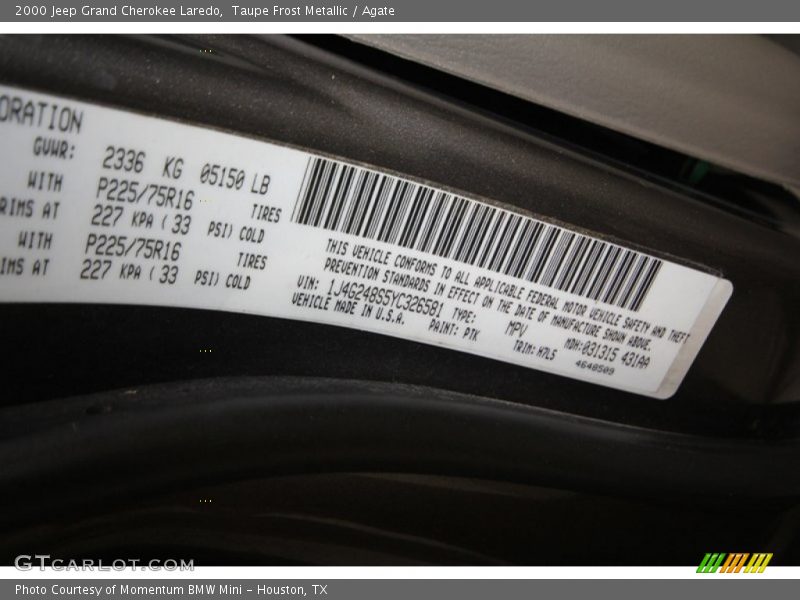 2000 Jeep Grand Cherokee Laredo,  Taupe Frost Metallic / Agate
ORATION
GVWR: 2336 KG 05150 LB
WITH P225/75R16 TIRES
RIMS AT 227 KPA ( 33 PSI) COLD
WITH P225/75R16 TIRES
IMS AT 227 KPA ( 33 PSI) COLD
THIS VEHICLE CONFORMS TO ALL APPLICABLE FEDERAL MOTOR VEHICLE SAFETY AND THEFT
PREVENTION STANDARDS IN EFFECT ON THE DATE OF MANUFACTURE SHOWN ABOVE.
VIN: 1J4G248S5YC326581 TYPE: MPV MDH:031315 431AA
VEHICLE MADE IN U.S.A. PAINT: PTK TRIM: H7L5 4648509
GTCARLOT.COM
Photo Courtesy of Momentum BMW Mini – Houston, TX